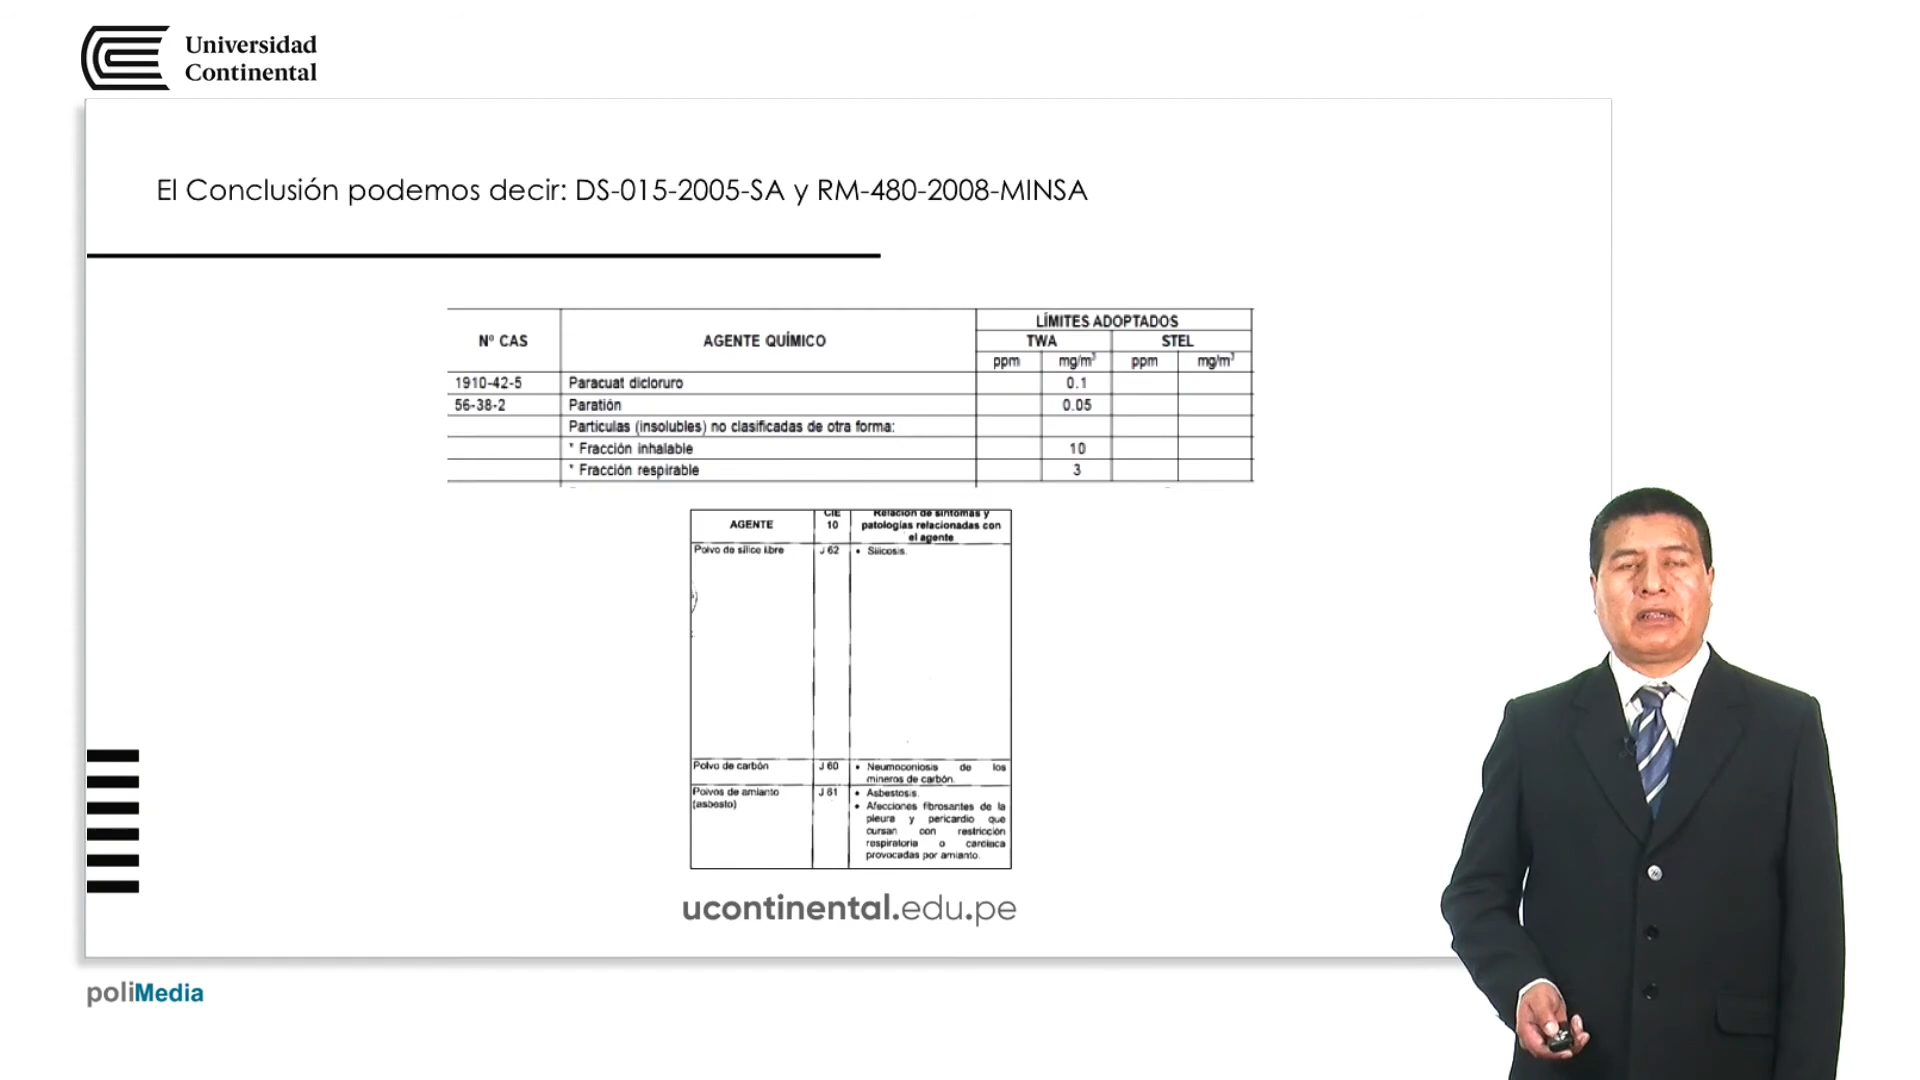 Universidad
Continental
El Conclusión podemos decir: DS-015-2005-SA y RM-480-2008-MINSA
Nº CAS AGENTE QUÍMICO LÍMITES ADOPTADOS
TWA STEL
ppm mg/m³ ppm mg/m³
1910-42-5 Paracuat dicloruro 0.1
56-38-2 Paratión 0.05
Partículas (insolubles) no clasificadas de otra forma:
* Fracción inhalable 10
* Fracción respirable 3
AGENTE CIE 10 Relación de síntomas y
patologías relacionadas con
el agente
Polvo de sílice libre J 62 • Silicosis.
Polvo de carbón J 60 • Neumoconiosis de los
mineros de carbón.
Polvos de amianto J 61 • Asbestosis.
(asbesto) • Afecciones fibrosantes de la
pleura y pericardio que
cursan con restricción
respiratoria o cardiaca
provocadas por amianto.
ucontinental.edu.pe
poliMedia